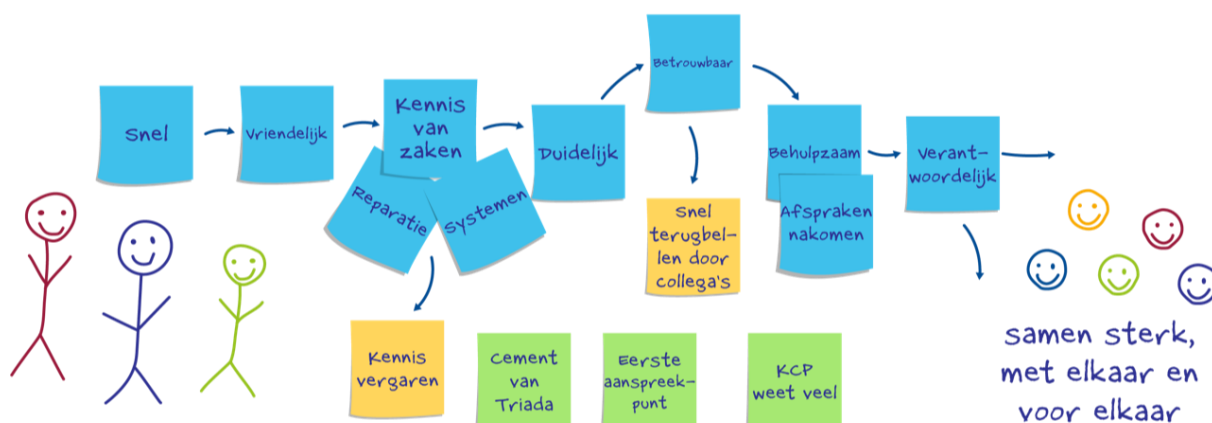 Snel
Vriendelijk
Kennis
van
zaken
Reparatie
Systemen
Duidelijk
Betrouwbaar
Behulpzaam
Afspraken
nakomen
Verant-
woordelijk
Snel
terugbel-
len door
collega's
Kennis
vergaren
Cement
van
Triada
Eerste
aanspreek-
punt
KCP
weet veel
samen sterk,
met elkaar en
voor elkaar